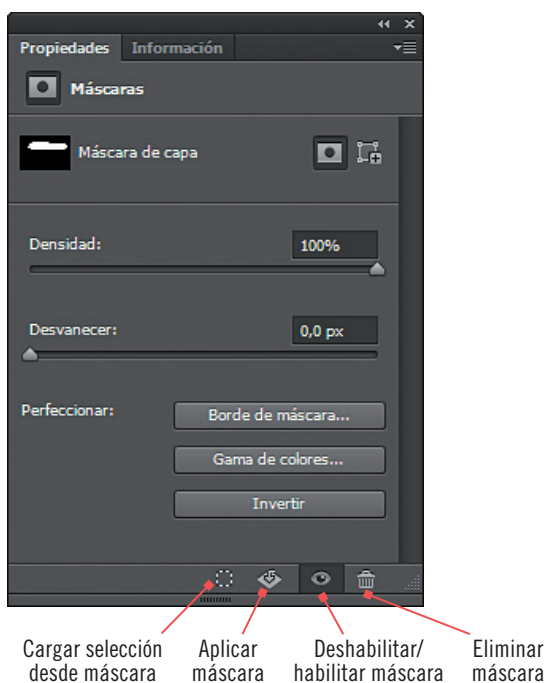 Propiedades Información
Máscaras
Máscara de capa
Densidad: 100%
Desvanecer: 0,0 px
Perfeccionar: Borde de máscara...
Gama de colores...
Invertir
Cargar selección Aplicar Deshabilitar/ Eliminar
desde máscara máscara habilitar máscara máscara